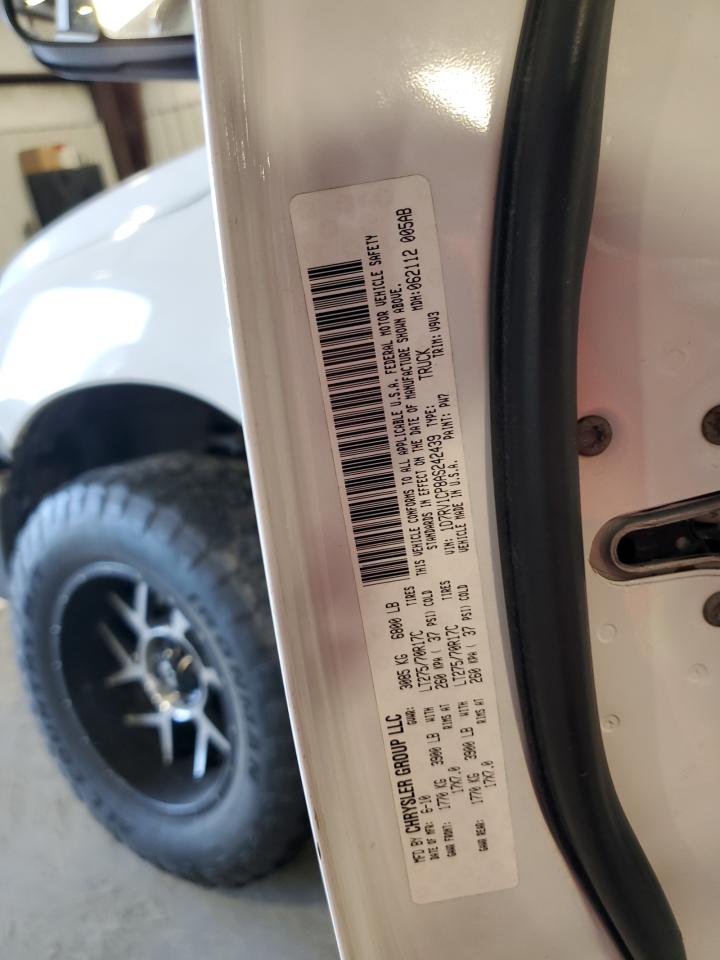 MFD BY CHRYSLER GROUP LLC
DATE OF MFR: 6-10 GVWR: 3085 KG 6800 LB
GAWR FRONT: 1770 KG 3900 LB WITH TIRES
17X7.0 RIMS AT LT275/70R17C
260 KPA ( 37 PSI) COLD
GAWR REAR: 1770 KG 3900 LB WITH TIRES
17X7.0 RIMS AT LT275/70R17C
260 KPA ( 37 PSI) COLD
THIS VEHICLE CONFORMS TO ALL APPLICABLE U.S.A. FEDERAL MOTOR VEHICLE SAFETY
STANDARDS IN EFFECT ON THE DATE OF MANUFACTURE SHOWN ABOVE.
VIN: 1D7RV1CP8AS242439 TYPE: TRUCK MDH:062112 005AB
VEHICLE MADE IN U.S.A. PAINT: PW7 TRIM: V9V3